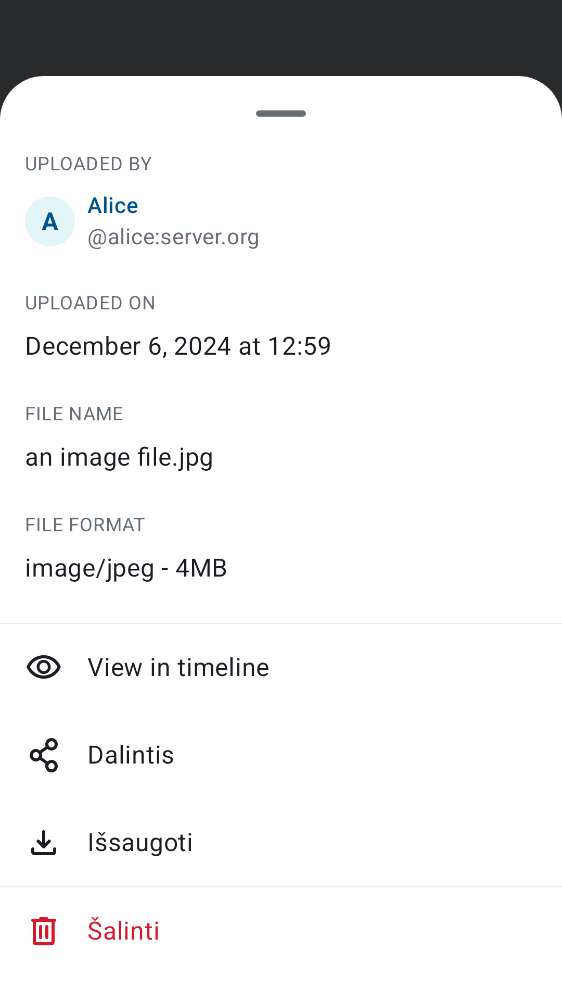 UPLOADED BY
A
Alice
@alice:server.org
UPLOADED ON
December 6, 2024 at 12:59
FILE NAME
an image file.jpg
FILE FORMAT
image/jpeg - 4MB
View in timeline
Dalintis
Išsaugoti
Šalinti